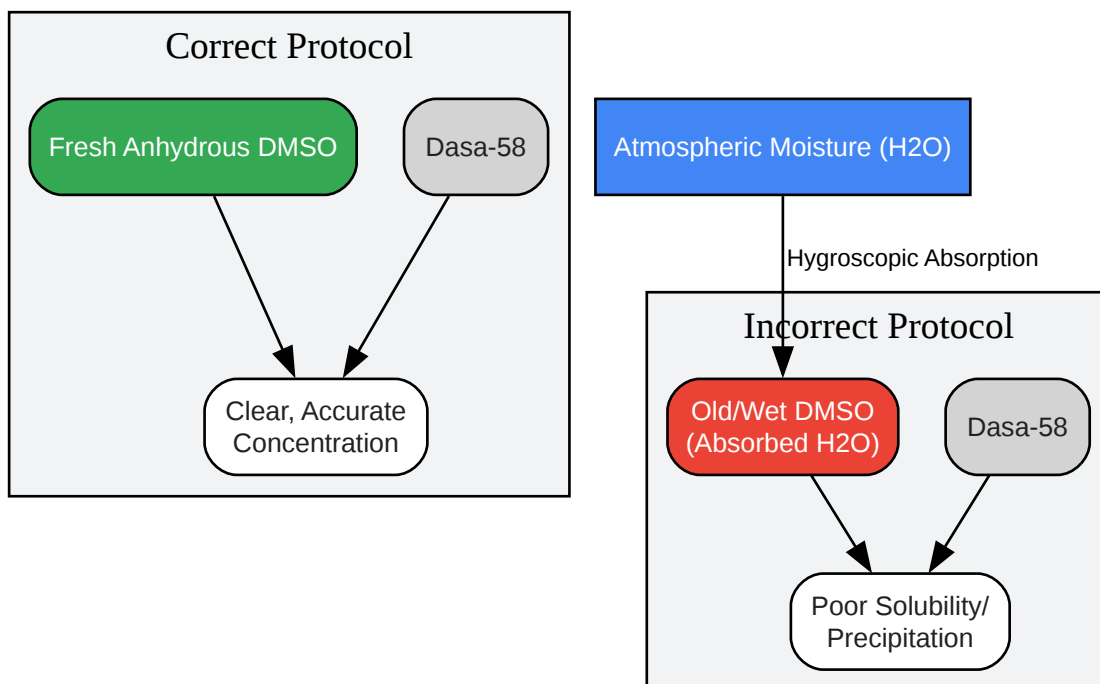 Correct Protocol
Fresh Anhydrous DMSO
Dasa-58
Clear, Accurate
Concentration
Atmospheric Moisture (H2O)
Hygroscopic Absorption
Incorrect Protocol
Old/Wet DMSO
(Absorbed H2O)
Dasa-58
Poor Solubility/
Precipitation